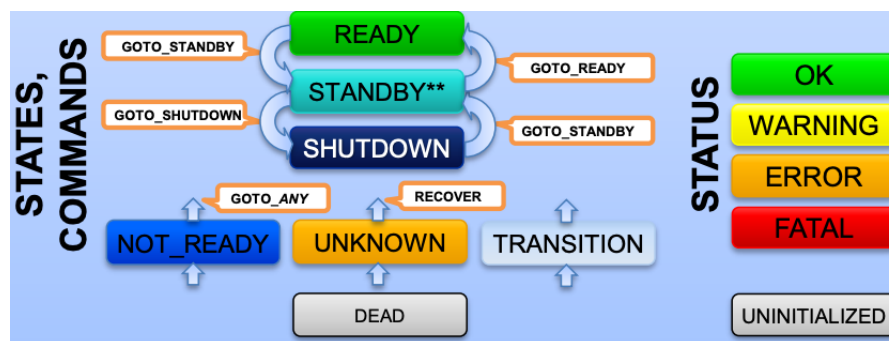 STATES,
COMMANDS
READY
GOTO_STANDBY
GOTO_READY
STANDBY**
GOTO_SHUTDOWN
GOTO_STANDBY
SHUTDOWN
GOTO_ANY
RECOVER
NOT_READY
UNKNOWN
TRANSITION
DEAD
STATUS
OK
WARNING
ERROR
FATAL
UNINITIALIZED